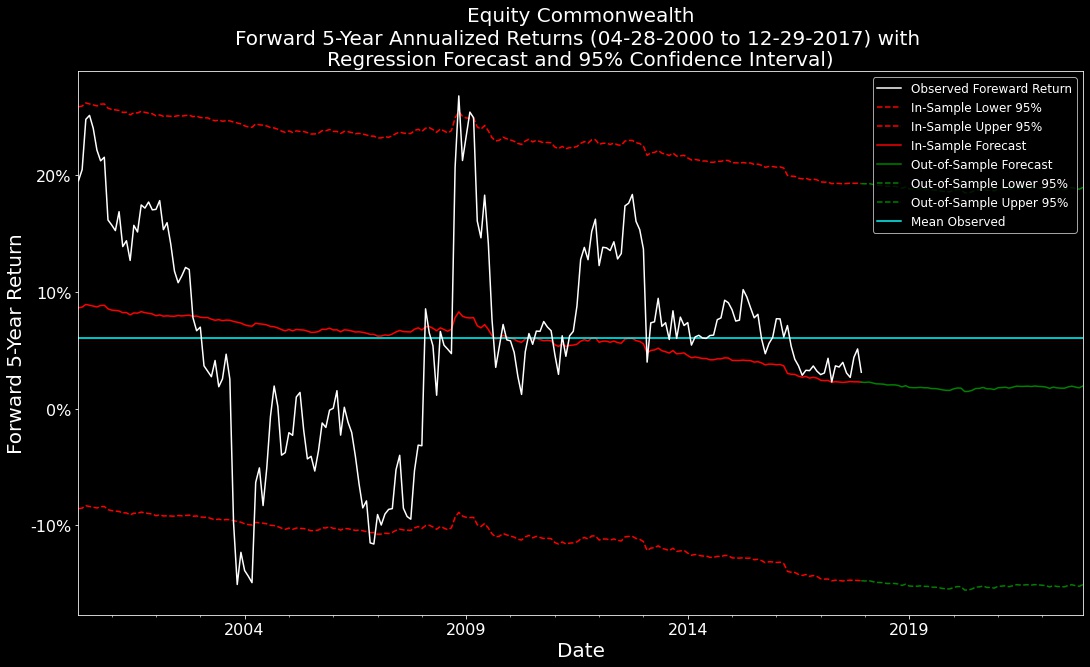 Equity Commonwealth
Forward 5-Year Annualized Returns (04-28-2000 to 12-29-2017) with
Regression Forecast and 95% Confidence Interval)
Observed Foreward Return
In-Sample Lower 95%
In-Sample Upper 95%
In-Sample Forecast
Out-of-Sample Forecast
Out-of-Sample Lower 95%
Out-of-Sample Upper 95%
Mean Observed
Forward 5-Year Return
20%
10%
0%
-10%
2004
2009
2014
2019
Date